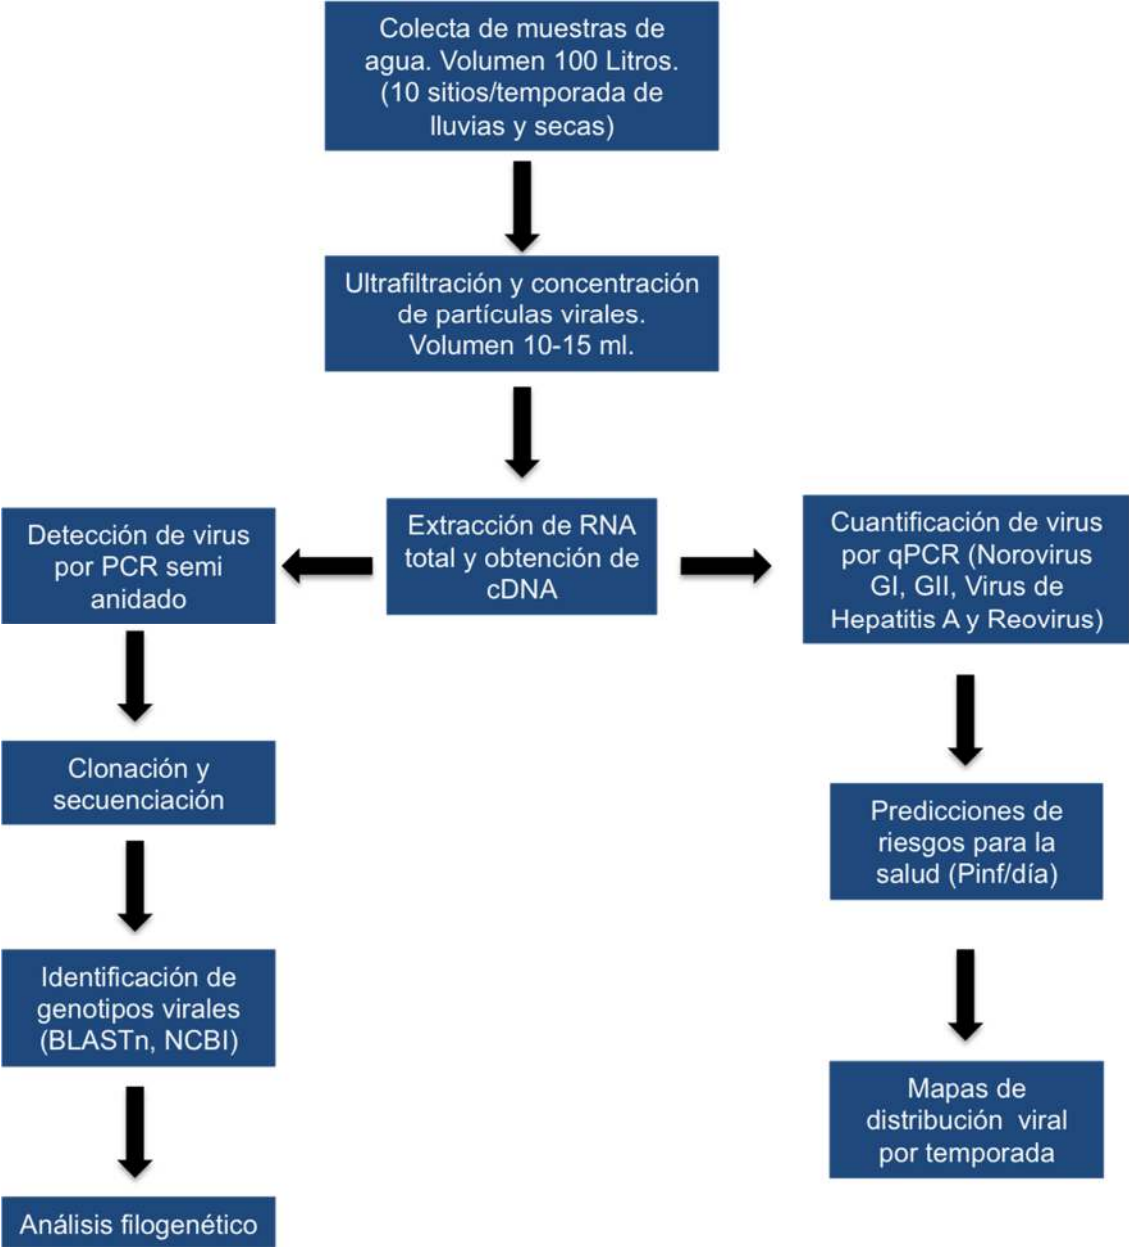 Colecta de muestras de
agua. Volumen 100 Litros.
(10 sitios/temporada de
lluvias y secas)
Ultrafiltración y concentración
de partículas virales.
Volumen 10-15 ml.
Extracción de RNA
total y obtención de
cDNA
Detección de virus
por PCR semi
anidado
Clonación y
secuenciación
Identificación de
genotipos virales
(BLASTn, NCBI)
Análisis filogenético
Cuantificación de virus
por qPCR (Norovirus
GI, GII, Virus de
Hepatitis A y Reovirus)
Predicciones de
riesgos para la
salud (Pinf/día)
Mapas de
distribución viral
por temporada